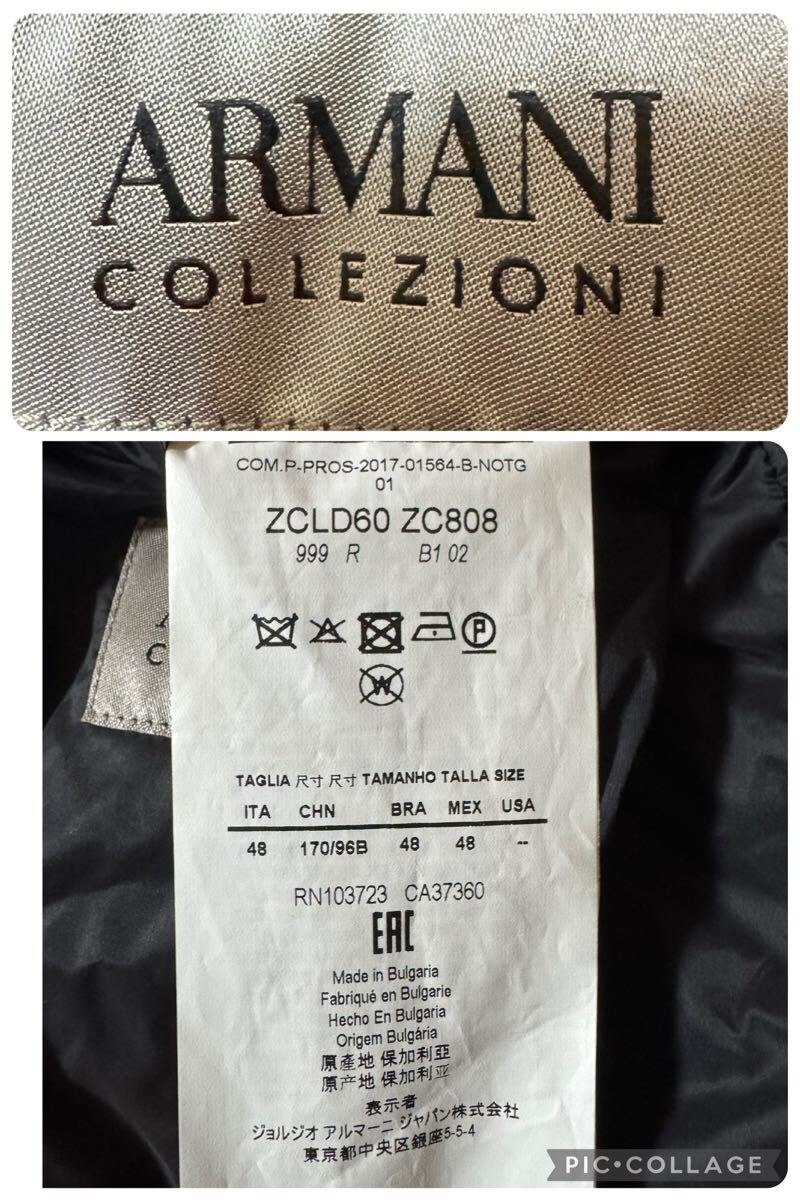 ARMANI
COLLEZIONI
COM.P-PROS-2017-01564-B-NOTG
01
ZCLD60 ZC808
999 R B1 02
P
W
TAGLIA 尺寸 尺寸 TAMANHO TALLA SIZE
ITA CHN BRA MEX USA
48 170/96B 48 48 --
RN103723 CA37360
EAC
Made in Bulgaria
Fabriqué en Bulgarie
Hecho En Bulgaria
Origem Bulgária
原產地 保加利亞
原产地 保加利亚
表示者
ジョルジオ アルマーニ ジャパン株式会社
東京都中央区銀座5-5-4
PIC•COLLAGE